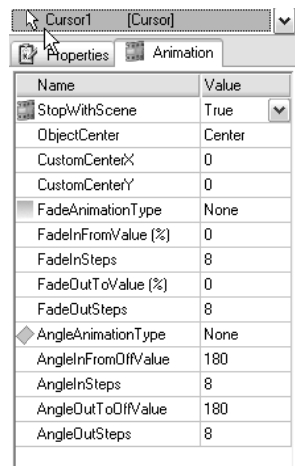 Cursor1 [Cursor]
Properties Animation
Name Value
StopWithScene True
ObjectCenter Center
CustomCenterX 0
CustomCenterY 0
FadeAnimationType None
FadeInFromValue (%) 0
FadeInSteps 8
FadeOutToValue (%) 0
FadeOutSteps 8
AngleAnimationType None
AngleInFromOffValue 180
AngleInSteps 8
AngleOutToOffValue 180
AngleOutSteps 8